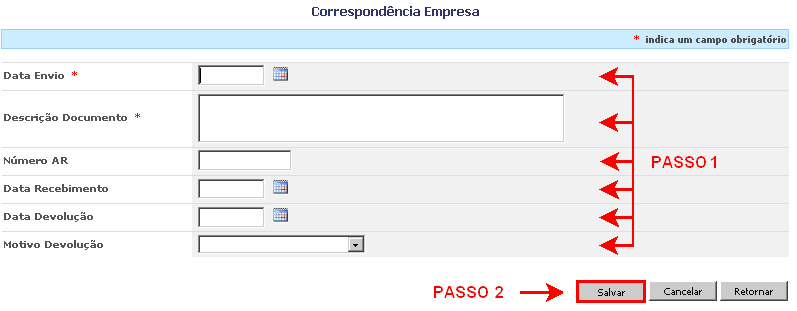 Correspondência Empresa
* indica um campo obrigatório
Data Envio *
Descrição Documento *
Número AR
PASSO 1
Data Recebimento
Data Devolução
Motivo Devolução
PASSO 2
Salvar Cancelar Retornar